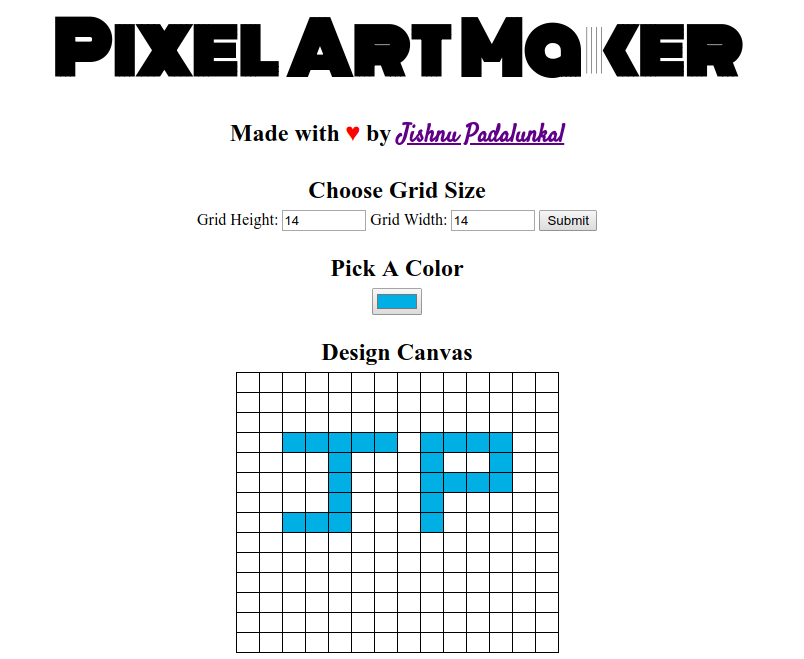 Pixel Art Maker
Made with ♥ by Jishnu Padalunkal
Choose Grid Size
Grid Height: 14 Grid Width: 14 Submit
Pick A Color
Design Canvas
JP